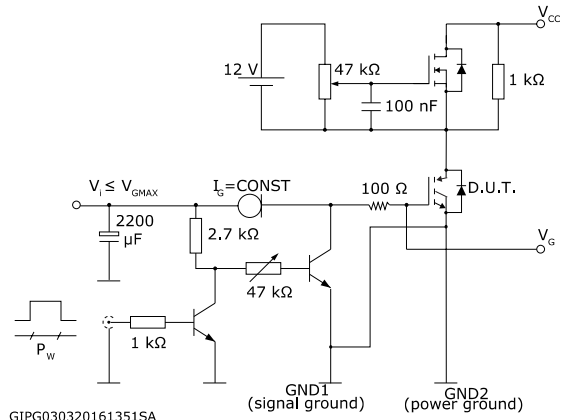 V_CC
12 V
47 kΩ
1 kΩ
100 nF
V_i ≤ V_GMAX
I_G=CONST
100 Ω
D.U.T.
2200
µF
2.7 kΩ
V_G
47 kΩ
P_W
1 kΩ
GND1
(signal ground)
GND2
(power ground)
GIPG030320161351SA